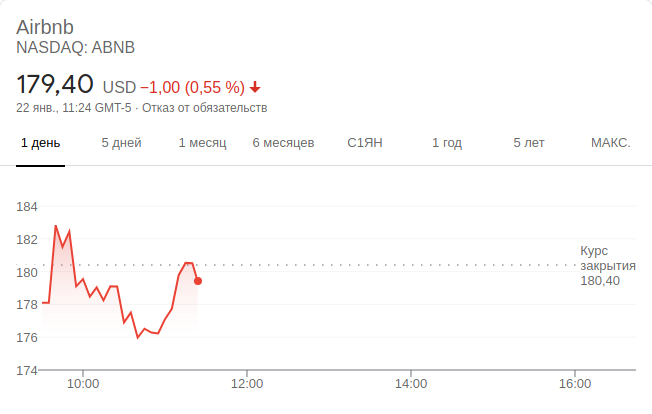 Airbnb
NASDAQ: ABNB
179,40 USD −1,00 (0,55 %)
22 янв., 11:24 GMT-5 · Отказ от обязательств
1 день 5 дней 1 месяц 6 месяцев С1ЯН 1 год 5 лет МАКС.
184
182
180
178
176
174
Курс
закрытия
180,40
10:00 12:00 14:00 16:00